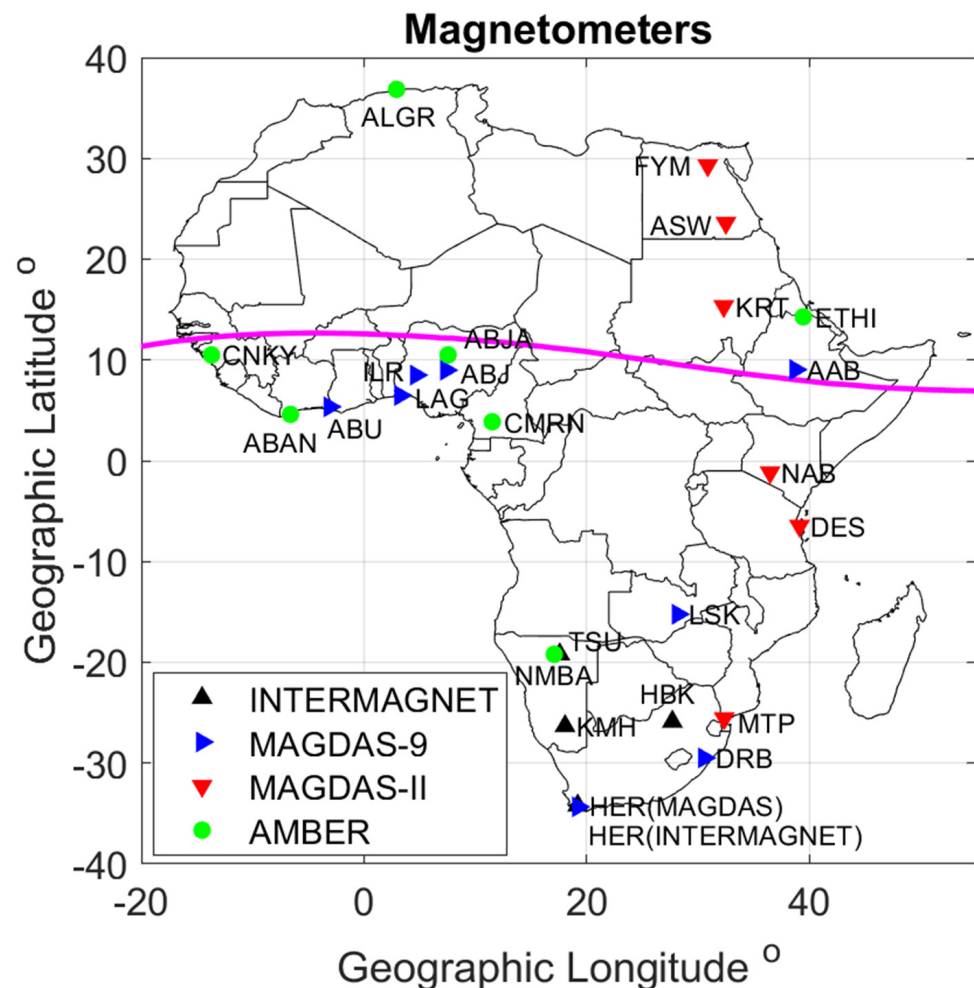 Magnetometers
40
30
20
10
0
-10
-20
-30
-40
-20
0
20
40
Geographic Latitude o
Geographic Longitude o
ALGR
FYM
ASW
KRT
ETHI
CNKY
ABJA
ILR
ABJ
AAB
LAG
ABAN
ABU
CMRN
NAB
DES
LSK
TSU
NMBA
HBK
KMH
MTP
DRB
HER(MAGDAS)
HER(INTERMAGNET)
INTERMAGNET
MAGDAS-9
MAGDAS-II
AMBER